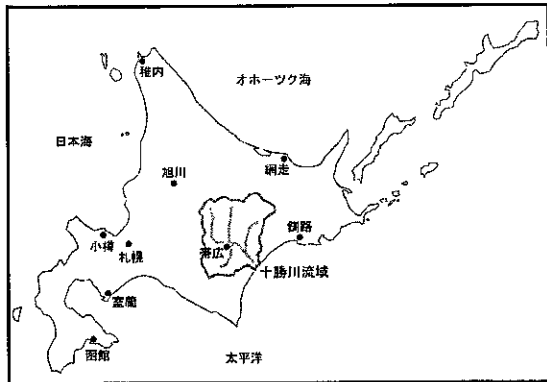 稚内
オホーツク海
日本海
網走
旭川
釧路
小樽
札幌
帯広
十勝川流域
室蘭
函館
太平洋